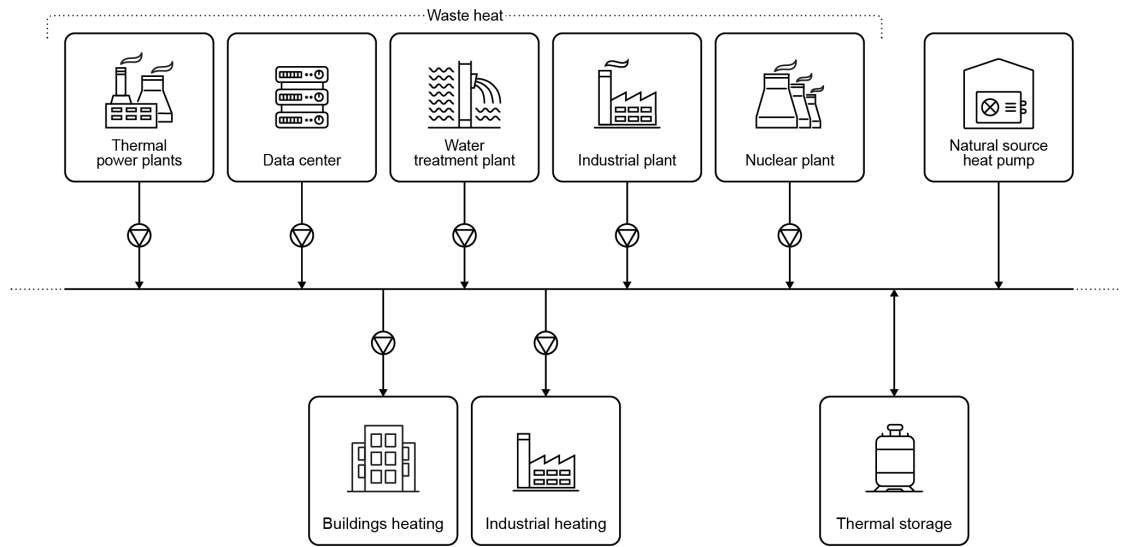 Waste heat
Thermal
power plants
Data center
Water
treatment plant
Industrial plant
Nuclear plant
Natural source
heat pump
Buildings heating
Industrial heating
Thermal storage